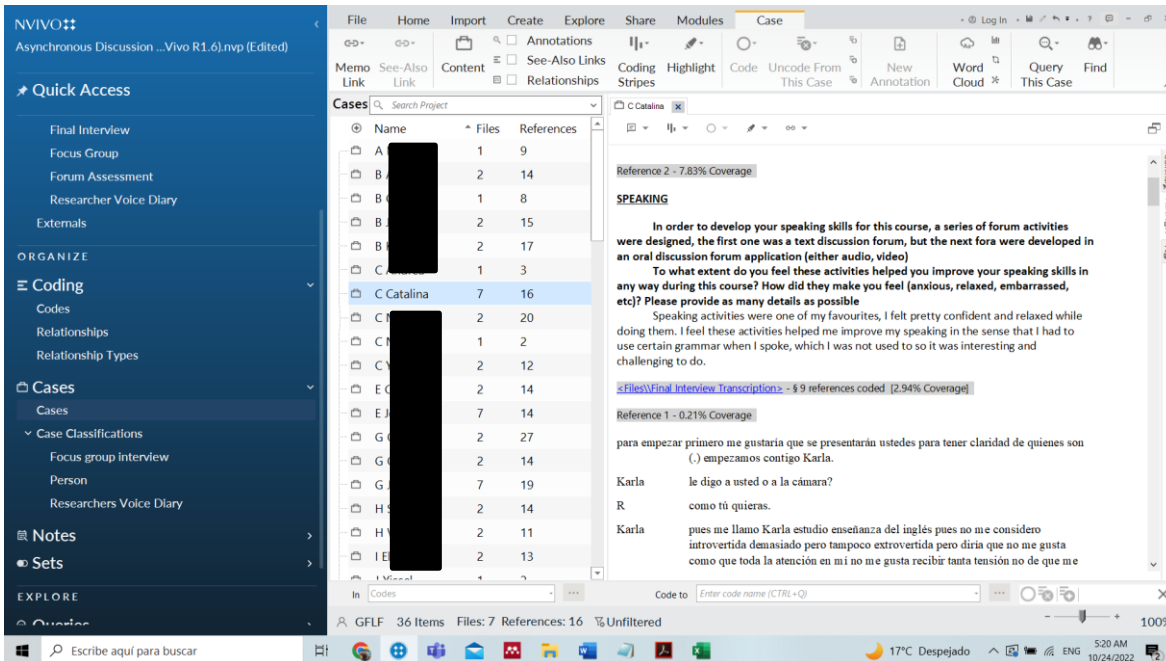 NVIVO
Asynchronous Discussion ...Vivo R1.6).nvp (Edited)
Quick Access
Final Interview
Focus Group
Forum Assessment
Researcher Voice Diary
Externals
ORGANIZE
Coding
Codes
Relationships
Relationship Types
Cases
Cases
Case Classifications
Focus group interview
Person
Researchers Voice Diary
Notes
Sets
EXPLORE
Queries
File Home Import Create Explore Share Modules Case
Log In
Memo Link
See-Also Link
Content
Annotations
See-Also Links
Relationships
Coding Stripes
Highlight
Code
Uncode From This Case
New Annotation
Word Cloud
Query This Case
Find
Cases Search Project
Name Files References
A 1 9
B 2 14
B 1 8
B 2 15
B 2 17
C 1 3
C Catalina 7 16
C 2 20
C 1 2
C 2 12
E 2 14
E 7 14
G 2 27
G 2 14
G 7 19
H 2 14
H 2 11
I 2 13
C Catalina
Reference 2 - 7.83% Coverage
SPEAKING
In order to develop your speaking skills for this course, a series of forum activities
were designed, the first one was a text discussion forum, but the next fora were developed in
an oral discussion forum application (either audio, video)
To what extent do you feel these activities helped you improve your speaking skills in
any way during this course? How did they make you feel (anxious, relaxed, embarrassed,
etc)? Please provide as many details as possible
Speaking activities were one of my favourites, I felt pretty confident and relaxed while
doing them. I feel these activities helped me improve my speaking in the sense that I had to
use certain grammar when I spoke, which I was not used to so it was interesting and
challenging to do.
<Files\\Final Interview Transcription> - § 9 references coded [2.94% Coverage]
Reference 1 - 0.21% Coverage
para empezar primero me gustaría que se presentarán ustedes para tener claridad de quienes son
(.) empezamos contigo Karla.
Karla le digo a usted o a la cámara?
R como tú quieras.
Karla pues me llamo Karla estudio enseñanza del inglés pues no me considero
introvertida demasiado pero tampoco extrovertida pero diría que no me gusta
como que toda la atención en mi no me gusta recibir tanta tensión no de que me
In Codes
Code to Enter code name (CTRL+Q)
GFLF 36 Items Files: 7 References: 16 Unfiltered
100%
Escribe aquí para buscar
17°C Despejado
ENG
5:20 AM
10/24/2022